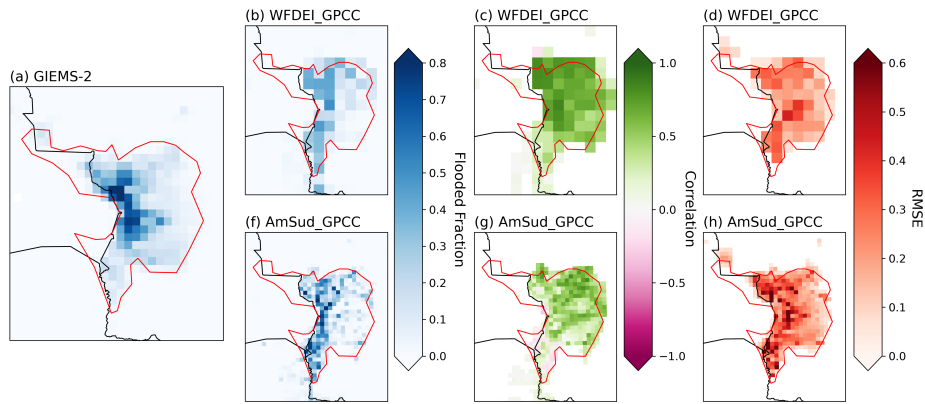 (a) GIEMS-2
(b) WFDEI_GPCC
(c) WFDEI_GPCC
(d) WFDEI_GPCC
(f) AmSud_GPCC
(g) AmSud_GPCC
(h) AmSud_GPCC
0.8
0.7
0.6
0.5
0.4
0.3
0.2
0.1
0.0
Flooded Fraction
1.0
0.5
0.0
−0.5
−1.0
Correlation
0.6
0.5
0.4
0.3
0.2
0.1
0.0
RMSE